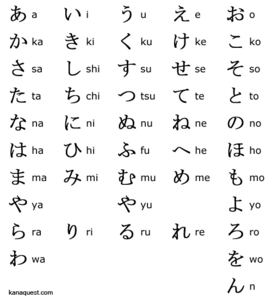 あ a い i う u え e お o
か ka き ki く ku け ke こ ko
さ sa し shi す su せ se そ so
た ta ち chi つ tsu て te と to
な na に ni ぬ nu ね ne の no
は ha ひ hi ふ fu へ he ほ ho
ま ma み mi む mu め me も mo
や ya や yu よ yo
ら ra り ri る ru れ re ろ ro
わ wa を wo
ん n
kanaquest.com